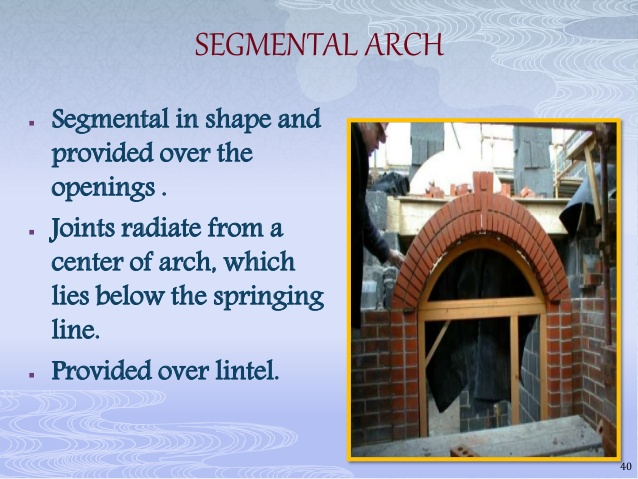 SEGMENTAL ARCH
▪ Segmental in shape and
provided over the
openings .
▪ Joints radiate from a
center of arch, which
lies below the springing
line.
▪ Provided over lintel.
40